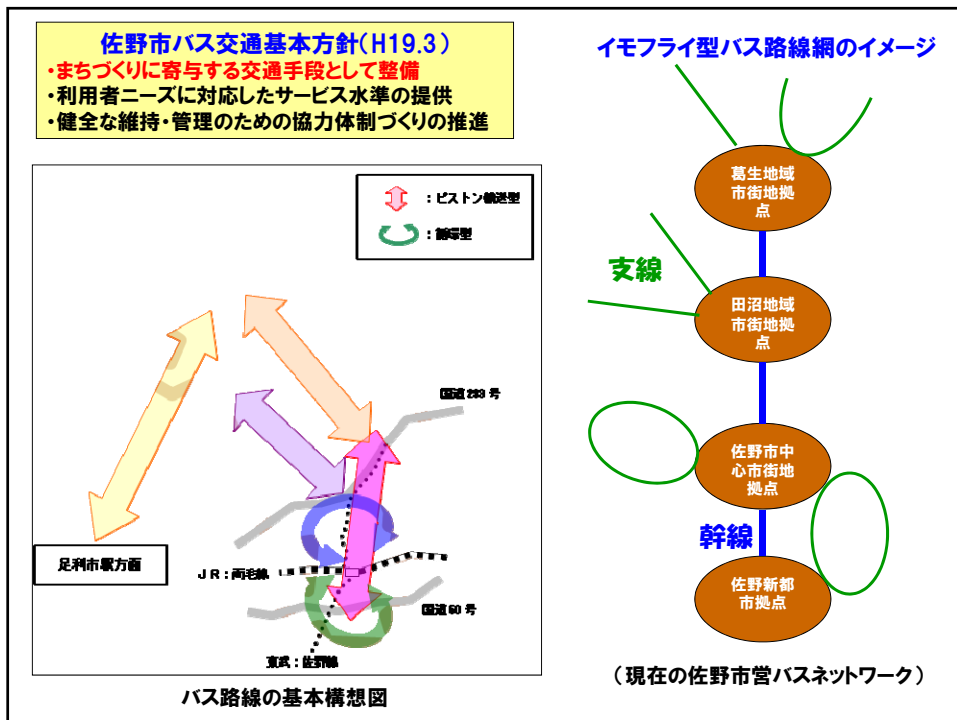 佐野市バス交通基本方針(H19.3)
・まちづくりに寄与する交通手段として整備
・利用者ニーズに対応したサービス水準の提供
・健全な維持・管理のための協力体制づくりの推進
：ピストン輸送型
：循環型
国道293号
足利市駅方面
ＪＲ：両毛線
国道50号
東武：佐野線
バス路線の基本構想図
イモフライ型バス路線網のイメージ
葛生地域
市街地拠
点
支線
田沼地域
市街地拠
点
佐野市中
心市街地
拠点
幹線
佐野新都
市拠点
（現在の佐野市営バスネットワーク）